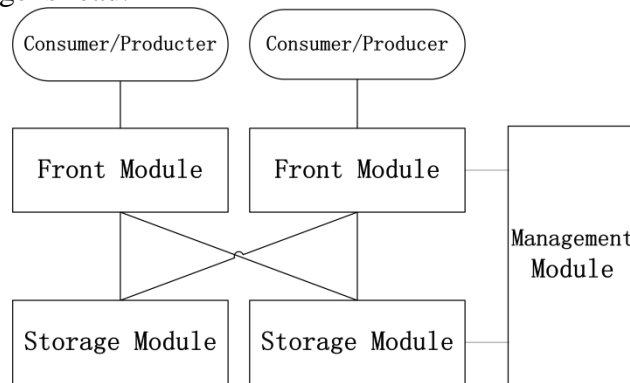 Consumer/Producter
Consumer/Producer
Front Module
Front Module
Management
Module
Storage Module
Storage Module